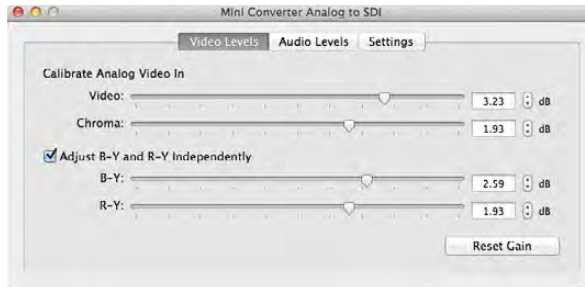 Mini Converter Analog to SDI
Video Levels Audio Levels Settings
Calibrate Analog Video In
Video: 3.23 dB
Chroma: 1.93 dB
Adjust B-Y and R-Y Independently
B-Y: 2.59 dB
R-Y: 1.93 dB
Reset Gain